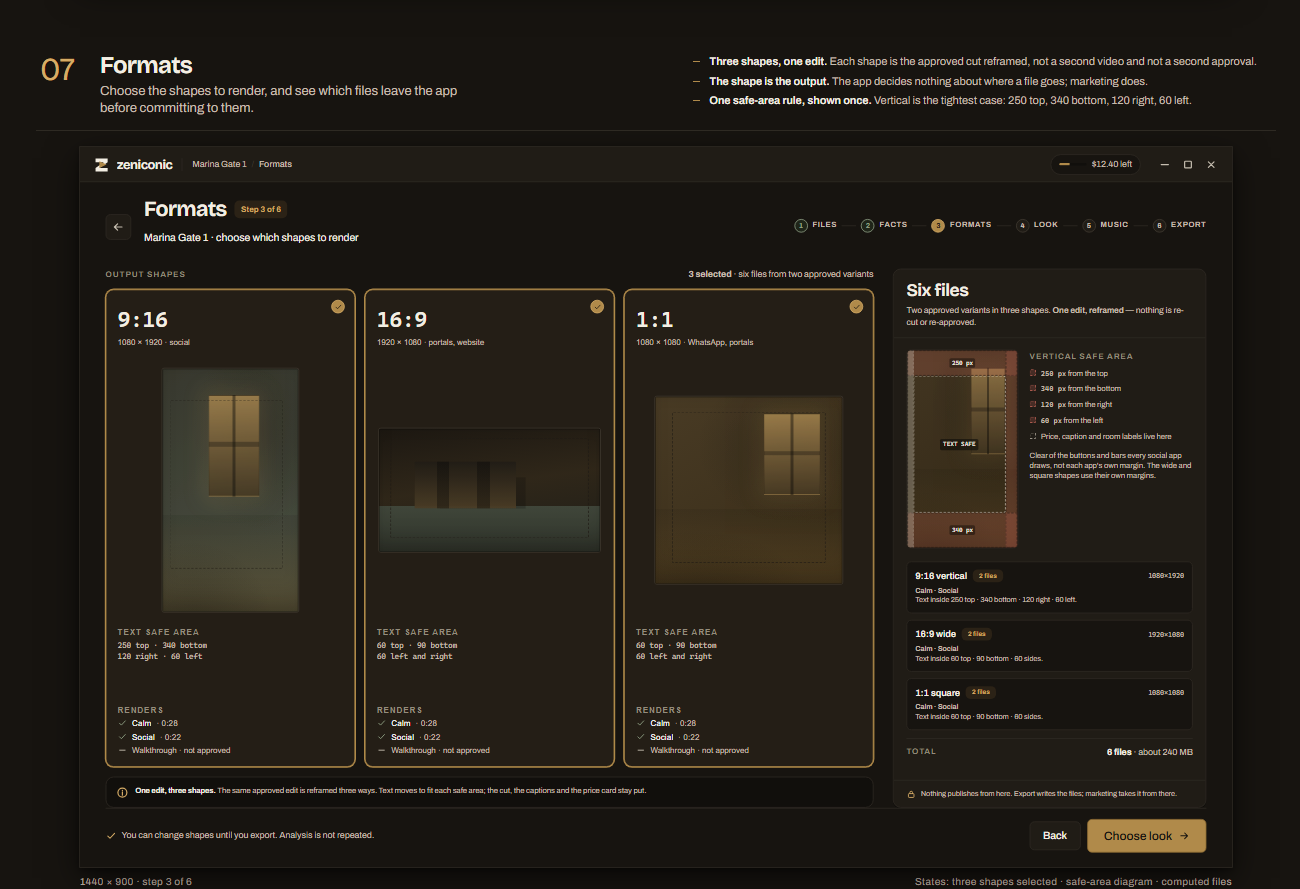 07
Formats
Choose the shapes to render, and see which files leave the app
before committing to them.
– Three shapes, one edit. Each shape is the approved cut reframed, not a second video and not a second approval.
– The shape is the output. The app decides nothing about where a file goes; marketing does.
– One safe-area rule, shown once. Vertical is the tightest case: 250 top, 340 bottom, 120 right, 60 left.
zeniconic
Marina Gate 1 Formats
$12.40 left
Formats Step 3 of 6
Marina Gate 1 · choose which shapes to render
1 FILES 2 FACTS 3 FORMATS 4 LOOK 5 MUSIC 6 EXPORT
OUTPUT SHAPES
3 selected · six files from two approved variants
9:16
1080 × 1920 · social
TEXT SAFE AREA
250 top · 340 bottom
120 right · 60 left
RENDERS
Calm · 0:28
Social · 0:22
Walkthrough · not approved
16:9
1920 × 1080 · portals, website
TEXT SAFE AREA
60 top · 90 bottom
60 left and right
RENDERS
Calm · 0:28
Social · 0:22
Walkthrough · not approved
1:1
1080 × 1080 · WhatsApp, portals
TEXT SAFE AREA
60 top · 90 bottom
60 left and right
RENDERS
Calm · 0:28
Social · 0:22
Walkthrough · not approved
One edit, three shapes. The same approved edit is reframed three ways. Text moves to fit each safe area; the cut, the captions and the price card stay put.
Six files
Two approved variants in three shapes. One edit, reframed — nothing is re-
cut or re-approved.
250 px
TEXT SAFE
340 px
VERTICAL SAFE AREA
250 px from the top
340 px from the bottom
120 px from the right
60 px from the left
Price, caption and room labels live here
Clear of the buttons and bars every social app
draws, not each app's own margin. The wide and
square shapes use their own margins.
9:16 vertical 2 files 1080×1920
Calm · Social
Text inside 250 top · 340 bottom · 120 right · 60 left.
16:9 wide 2 files 1920×1080
Calm · Social
Text inside 60 top · 90 bottom · 60 sides.
1:1 square 2 files 1080×1080
Calm · Social
Text inside 60 top · 90 bottom · 60 sides.
TOTAL 6 files · about 240 MB
Nothing publishes from here. Export writes the files; marketing takes it from there.
You can change shapes until you export. Analysis is not repeated.
Back
Choose look →
1440 × 900 · step 3 of 6
States: three shapes selected · safe-area diagram · computed files